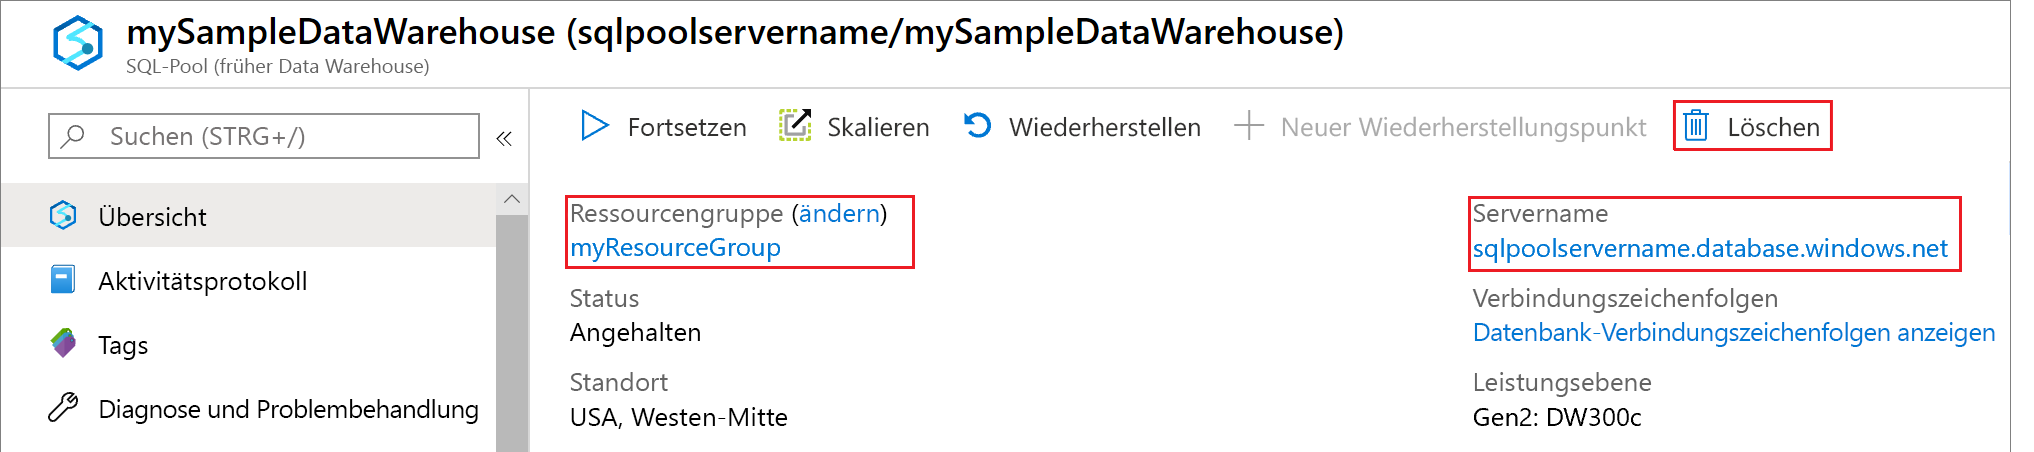 mySampleDataWarehouse (sqlpoolservername/mySampleDataWarehouse)
SQL-Pool (früher Data Warehouse)
Suchen (STRG+/)
«
Übersicht
Aktivitätsprotokoll
Tags
Diagnose und Problembehandlung
Fortsetzen
Skalieren
Wiederherstellen
Neuer Wiederherstellungspunkt
Löschen
Ressourcengruppe (ändern)
myResourceGroup
Status
Angehalten
Standort
USA, Westen-Mitte
Servername
sqlpoolservername.database.windows.net
Verbindungszeichenfolgen
Datenbank-Verbindungszeichenfolgen anzeigen
Leistungsebene
Gen2: DW300c